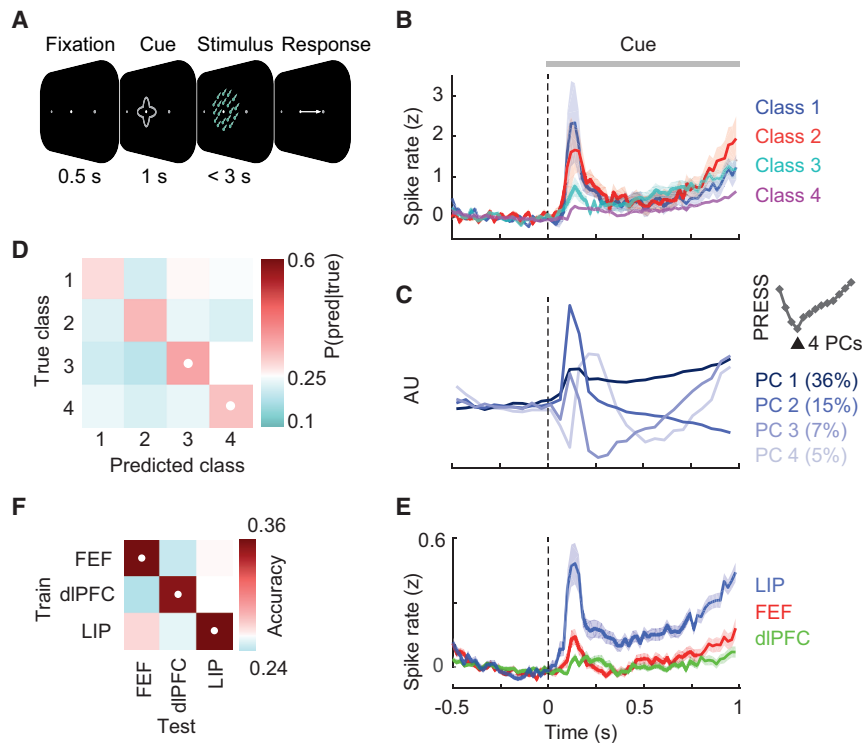 A
Fixation Cue Stimulus Response
0.5 s 1 s < 3 s
B
Cue
Spike rate (z)
3
2
1
0
Class 1
Class 2
Class 3
Class 4
C
AU
PRESS
4 PCs
PC 1 (36%)
PC 2 (15%)
PC 3 (7%)
PC 4 (5%)
D
True class
1
2
3
4
1 2 3 4
Predicted class
0.6
0.25
0.1
P(pred|true)
E
Spike rate (z)
0.6
0
-0.5 0 0.5 1
Time (s)
LIP
FEF
dlPFC
F
Train
FEF
dlPFC
LIP
FEF
dlPFC
LIP
Test
0.36
Accuracy
0.24